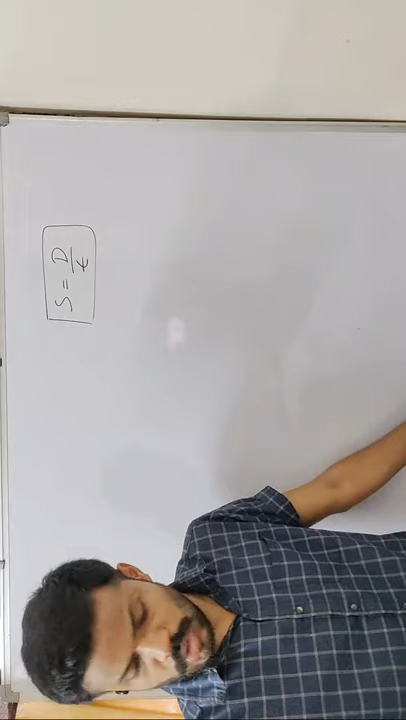 S = D/t